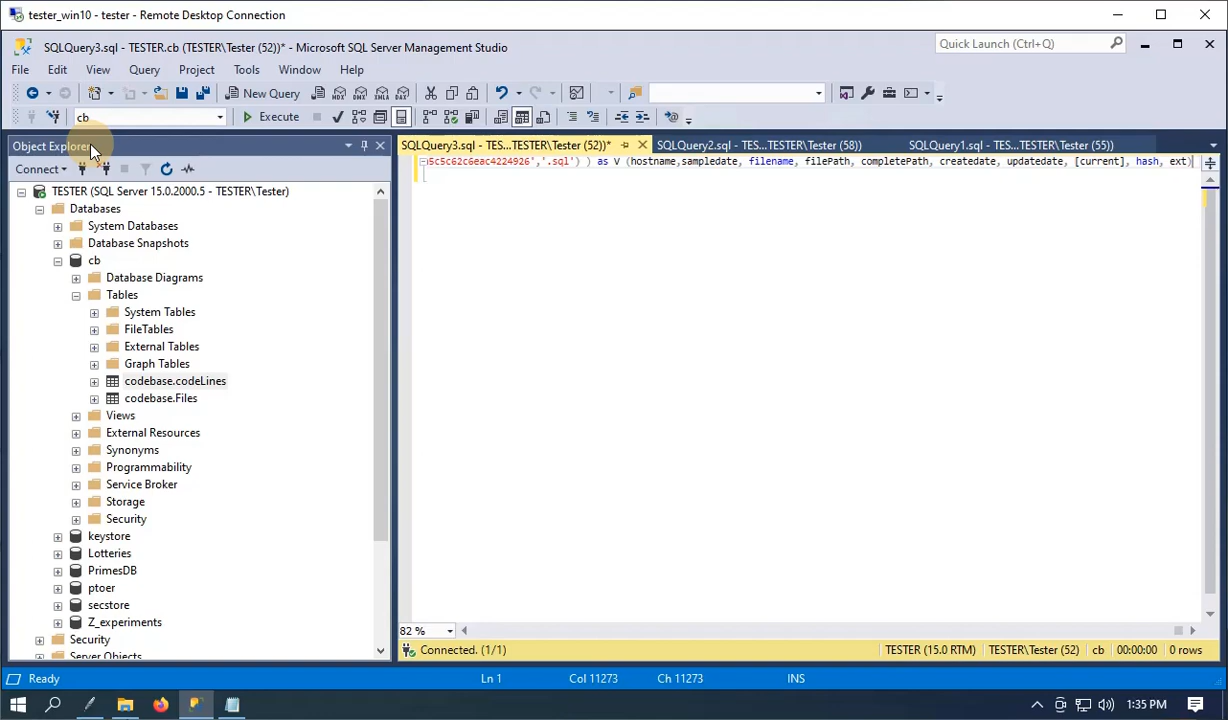 tester_win10 - tester - Remote Desktop Connection
SQLQuery3.sql - TESTER.cb (TESTER\Tester (52))* - Microsoft SQL Server Management Studio
Quick Launch (Ctrl+Q)
File Edit View Query Project Tools Window Help
New Query MDX DMX XMLA DAX
cb Execute
Object Explorer
SQLQuery3.sql - TES...TESTER\Tester (52))* SQLQuery2.sql - TES...TESTER\Tester (58)) SQLQuery1.sql - TES...TESTER\Tester (55))
5c5c62c6eac4224926','.sql') ) as V (hostname,sampledate, filename, filePath, completePath, createdate, updatedate, [current], hash, ext)
Connect
TESTER (SQL Server 15.0.2000.5 - TESTER\Tester)
Databases
System Databases
Database Snapshots
cb
Database Diagrams
Tables
System Tables
FileTables
External Tables
Graph Tables
codebase.codeLines
codebase.Files
Views
External Resources
Synonyms
Programmability
Service Broker
Storage
Security
keystore
Lotteries
PrimesDB
ptoer
secstore
Z_experiments
Security
Server Objects
82 %
Connected. (1/1) TESTER (15.0 RTM) TESTER\Tester (52) cb 00:00:00 0 rows
Ready Ln 1 Col 11273 Ch 11273 INS
1:35 PM